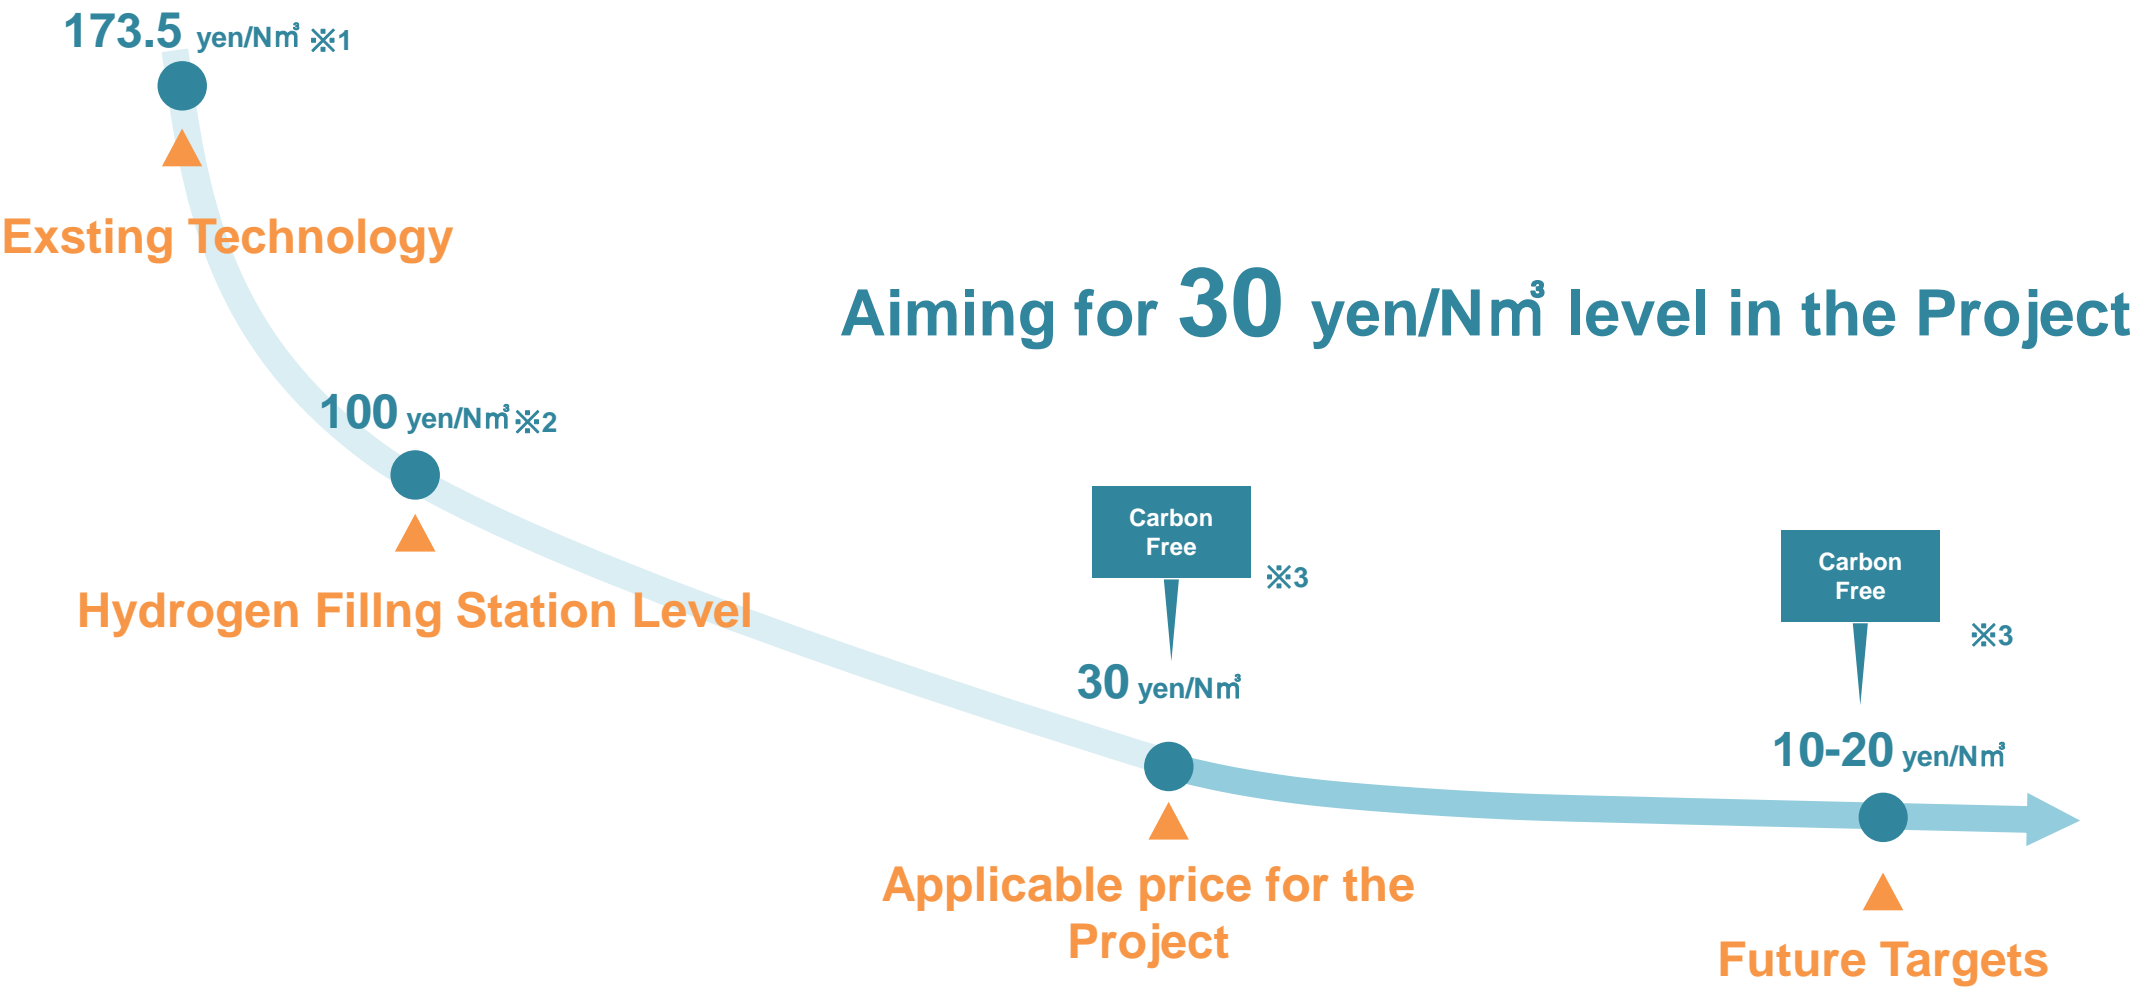 173.5 yen/N㎥ ※1
Exsting Technology
Aiming for 30 yen/N㎥ level in the Project
100 yen/N㎥ ※2
Hydrogen Fillng Station Level
Carbon
Free
※3
30 yen/N㎥
Applicable price for the
Project
Carbon
Free
※3
10-20 yen/N㎥
Future Targets